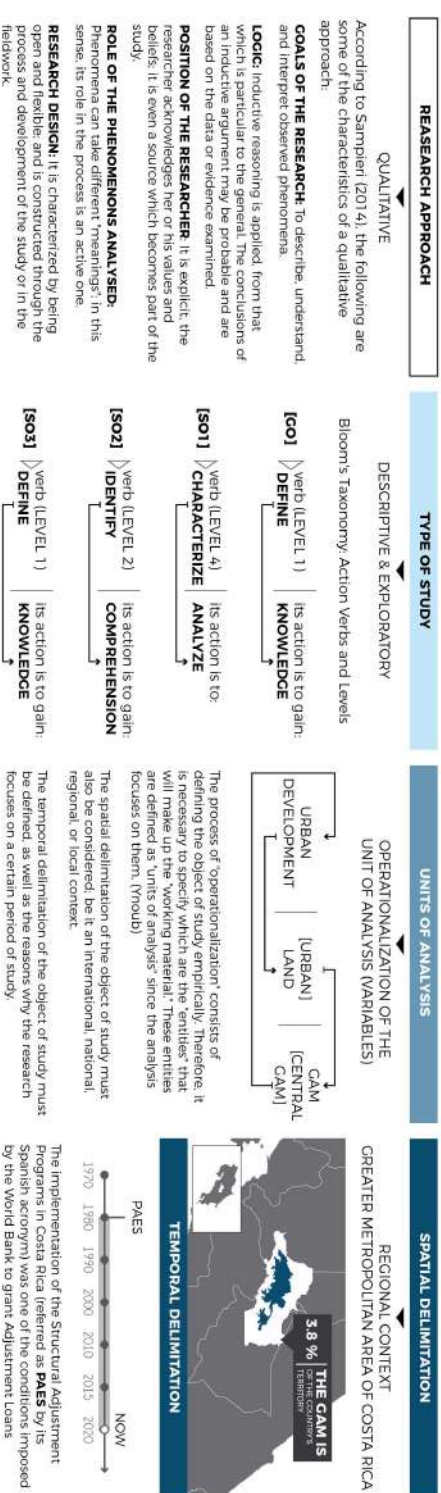 REASEARCH APPROACH
QUALITATIVE
According to Sampieri (2014), the following are
some of the characteristics of a qualitative
approach:
GOALS OF THE RESEARCH: To describe, understand,
and interpret observed phenomena.
LOGIC: Inductive reasoning is applied, from that
which is particular to the general. The conclusions of
an inductive argument may be probable and are
based on the data or evidence examined.
POSITION OF THE RESEARCHER: It is explicit, the
researcher acknowledges her or his values and
beliefs; it is even a source which becomes part of the
study.
ROLE OF THE PHENOMENONS ANALYSED:
Phenomena can take different "meanings"; in this
sense, its role in the process is an active one.
RESEARCH DESIGN: It is characterized by being
open and flexible; and is constructed through the
process and development of the study or in the
fieldwork.
TYPE OF STUDY
DESCRIPTIVE & EXPLORATORY
Bloom's Taxonomy: Action Verbs and Levels
[GO] verb (LEVEL 1) its action is to gain:
DEFINE KNOWLEDGE
[SO1] verb (LEVEL 4) its action is to:
CHARACTERIZE ANALYZE
[SO2] verb (LEVEL 2) its action is to gain:
IDENTIFY COMPREHENSION
[SO3] verb (LEVEL 1) its action is to gain:
DEFINE KNOWLEDGE
UNITS OF ANALYSIS
OPERATIONALIZATION OF THE
UNIT OF ANALYSIS (VARIABLES)
URBAN
DEVELOPMENT
[URBAN]
LAND
GAM
[CENTRAL
GAM]
The process of "operationalization" consists of
defining the object of study empirically. Therefore, it
is necessary to specify which are the "entities" that
will make up the "working material." These entities
are defined as "units of analysis" since the analysis
focuses on them. (Ynoub)
The spatial delimitation of the object of study must
also be considered; be it an international, national,
regional, or local context.
The temporal delimitation of the object of study must
be defined, as well as the reasons why the research
focuses on a certain period of study.
SPATIAL DELIMITATION
REGIONAL CONTEXT
GREATER METROPOLITAN AREA OF COSTA RICA
3.8 % THE GAM IS
OF THE COUNTRY'S
TERRITORY
TEMPORAL DELIMITATION
PAES
NOW
1970 1980 1990 2000 2010 2015 2020
The implementation of the Structural Adjustment
Programs in Costa Rica (referred as PAES by its
Spanish acronym) was one of the conditions imposed
by the World Bank to grant Adjustment Loans